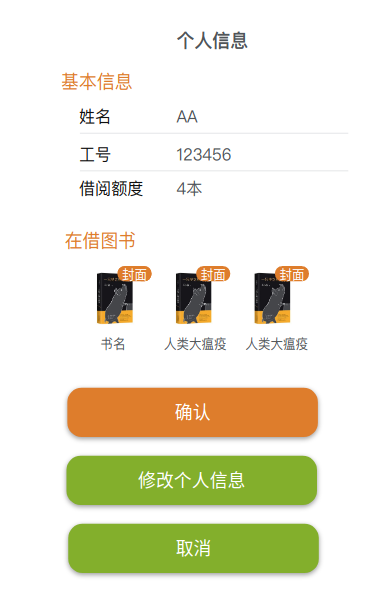 个人信息
基本信息
姓名 AA
工号 123456
借阅额度 4本
在借图书
封面 封面 封面
书名 人类大瘟疫 人类大瘟疫
确认
修改个人信息
取消